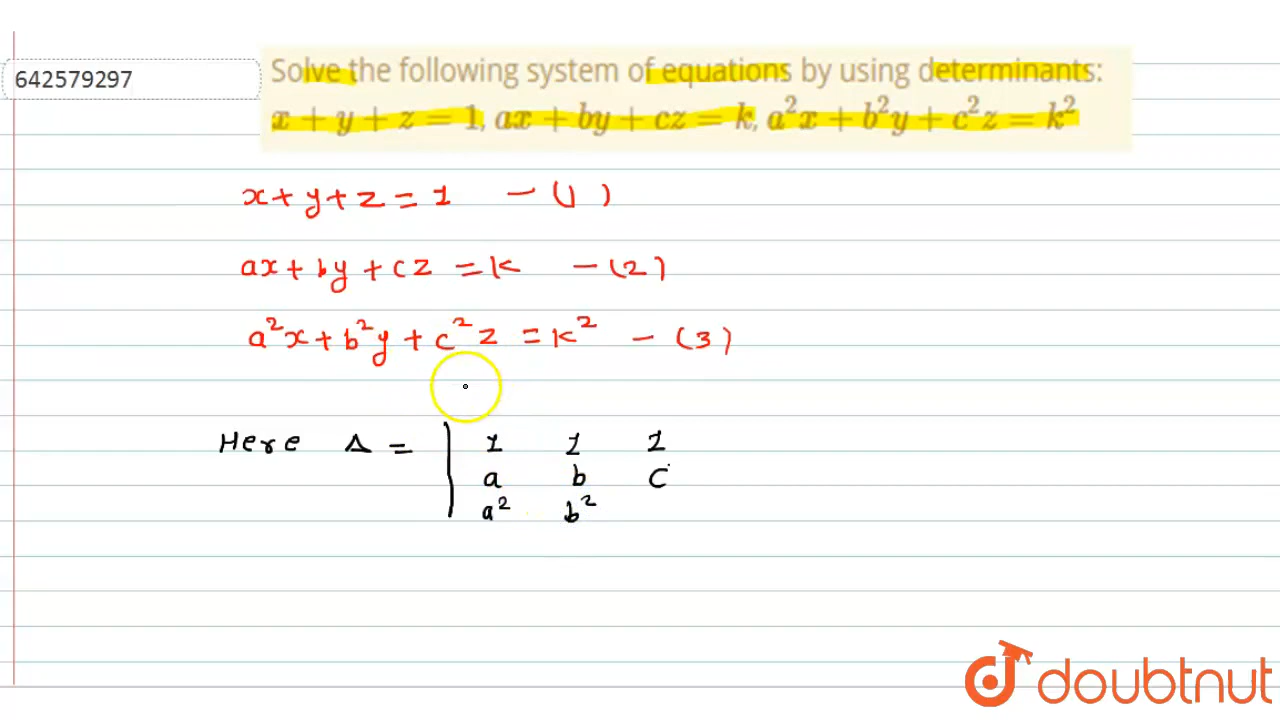 642579297
Solve the following system of equations by using determinants:
x + y + z = 1, ax + by + cz = k, a²x + b²y + c²z = k²
x + y + z = 1 - (1)
ax + by + cz = k - (2)
a²x + b²y + c²z = k² - (3)
Here Δ = | 1 1 1
a b c
a² b²
doubtnut